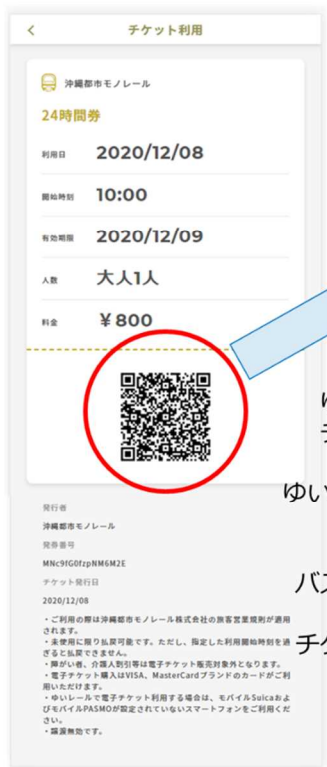 チケット利用
沖縄都市モノレール
24時間券
利用日 2020/12/08
開始時刻 10:00
有効期限 2020/12/09
人数 大人1人
料金 ¥800
ゆい
バス
チケ
発行者
沖縄都市モノレール
発券番号
MNc9fG0fzpNM6M2E
チケット発行日
2020/12/08
・ご利用の際は沖縄都市モノレール株式会社の旅客営業規則が適用
されます。
・未使用に限り払戻可能です。ただし、指定した利用開始時刻を過
ぎると払戻できません。
・障がい者、介護人割引等は電子チケット販売対象外となります。
・電子チケット購入はVISA、MasterCardブランドのカードがご利
用いただけます。
・ゆいレールで電子チケット利用する場合は、モバイルSuicaおよ
びモバイルPASMOが設定されていないスマートフォンをご利用くだ
さい。
・譲渡無効です。